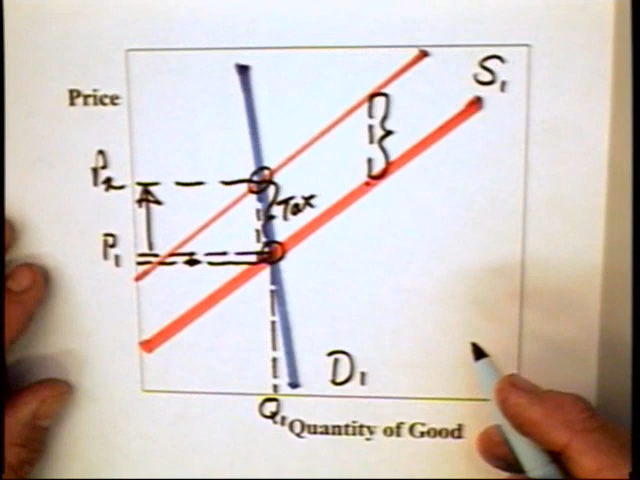 S1
Price
P2
Tax
P1
D1
Q1
Quantity of Good